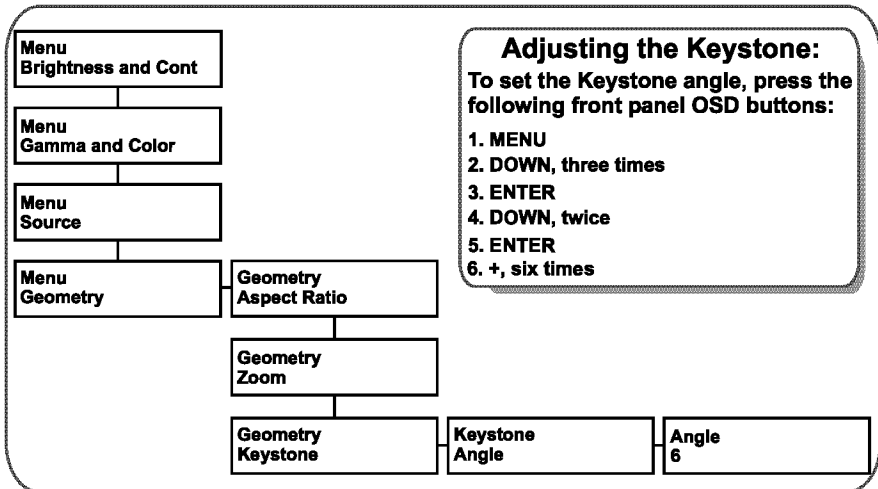 Menu
Brightness and Cont
Menu
Gamma and Color
Menu
Source
Menu
Geometry
Geometry
Aspect Ratio
Geometry
Zoom
Geometry
Keystone
Keystone
Angle
Angle
6
Adjusting the Keystone:
To set the Keystone angle, press the
following front panel OSD buttons:
1. MENU
2. DOWN, three times
3. ENTER
4. DOWN, twice
5. ENTER
6. +, six times